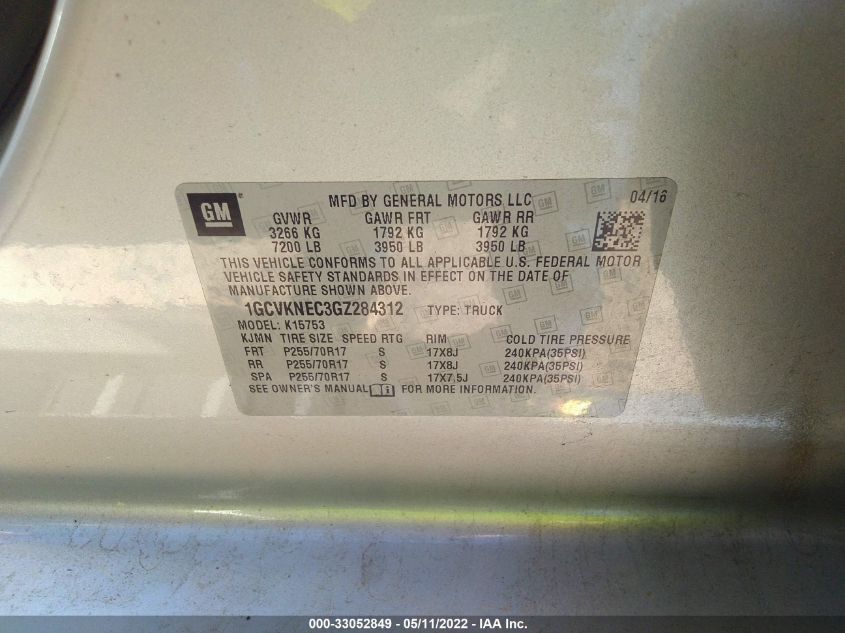 GM MFD BY GENERAL MOTORS LLC 04/16
GVWR GAWR FRT GAWR RR
3266 KG 1792 KG 1792 KG
7200 LB 3950 LB 3950 LB
THIS VEHICLE CONFORMS TO ALL APPLICABLE U.S. FEDERAL MOTOR
VEHICLE SAFETY STANDARDS IN EFFECT ON THE DATE OF
MANUFACTURE SHOWN ABOVE.
1GCVKNEC3GZ284312 TYPE: TRUCK
MODEL: K15753
KJMN TIRE SIZE SPEED RTG RIM COLD TIRE PRESSURE
FRT P255/70R17 S 17X8J 240KPA(35PSI)
RR P255/70R17 S 17X8J 240KPA(35PSI)
SPA P255/70R17 S 17X7.5J 240KPA(35PSI)
SEE OWNER'S MANUAL FOR MORE INFORMATION.
000-33052849 - 05/11/2022 - IAA Inc.